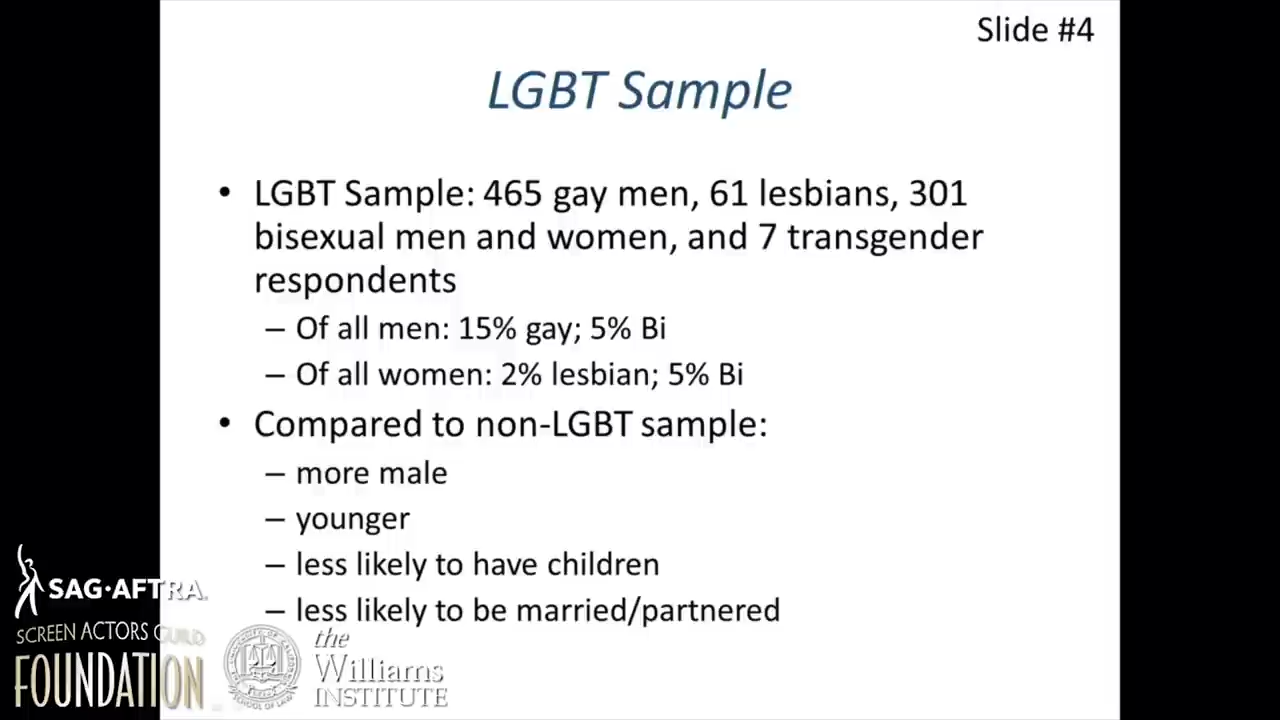 Slide #4
LGBT Sample
• LGBT Sample: 465 gay men, 61 lesbians, 301
bisexual men and women, and 7 transgender
respondents
– Of all men: 15% gay; 5% Bi
– Of all women: 2% lesbian; 5% Bi
• Compared to non-LGBT sample:
– more male
– younger
– less likely to have children
– less likely to be married/partnered
SAG·AFTRA.
SCREEN ACTORS GUILD
FOUNDATION
the
Williams
INSTITUTE